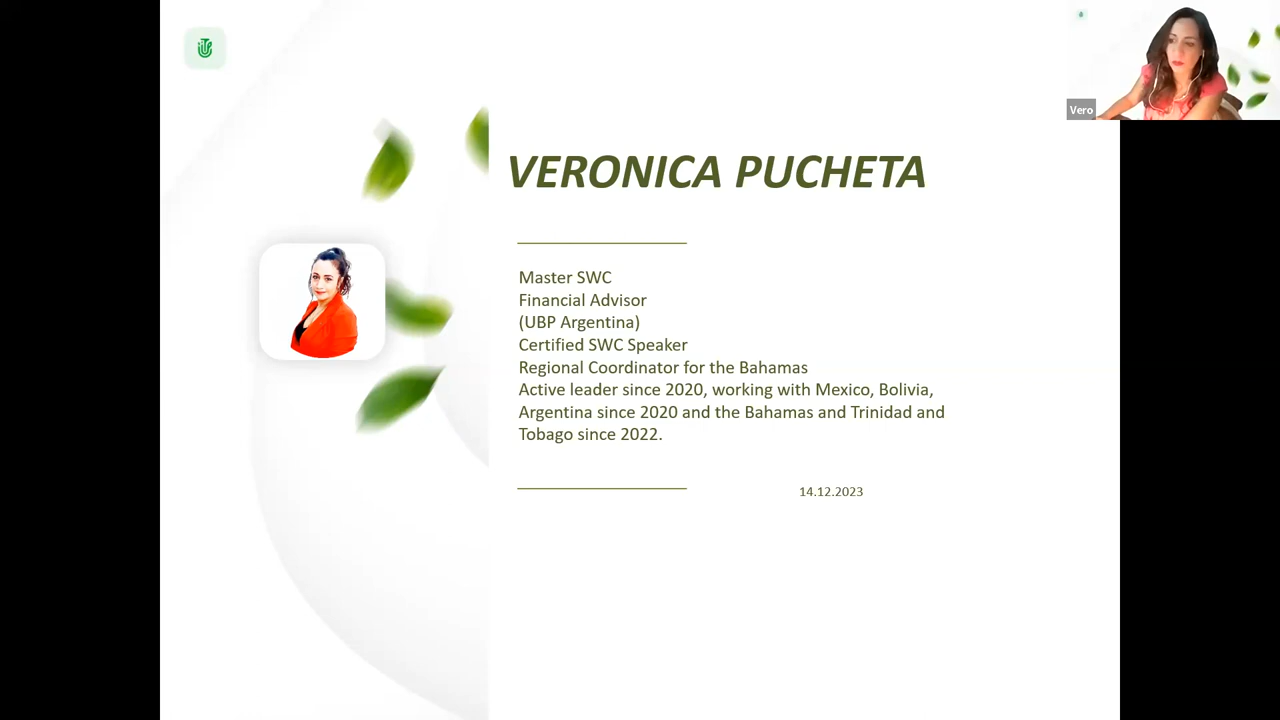 Vero
VERONICA PUCHETA
Master SWC
Financial Advisor
(UBP Argentina)
Certified SWC Speaker
Regional Coordinator for the Bahamas
Active leader since 2020, working with Mexico, Bolivia,
Argentina since 2020 and the Bahamas and Trinidad and
Tobago since 2022.
14.12.2023